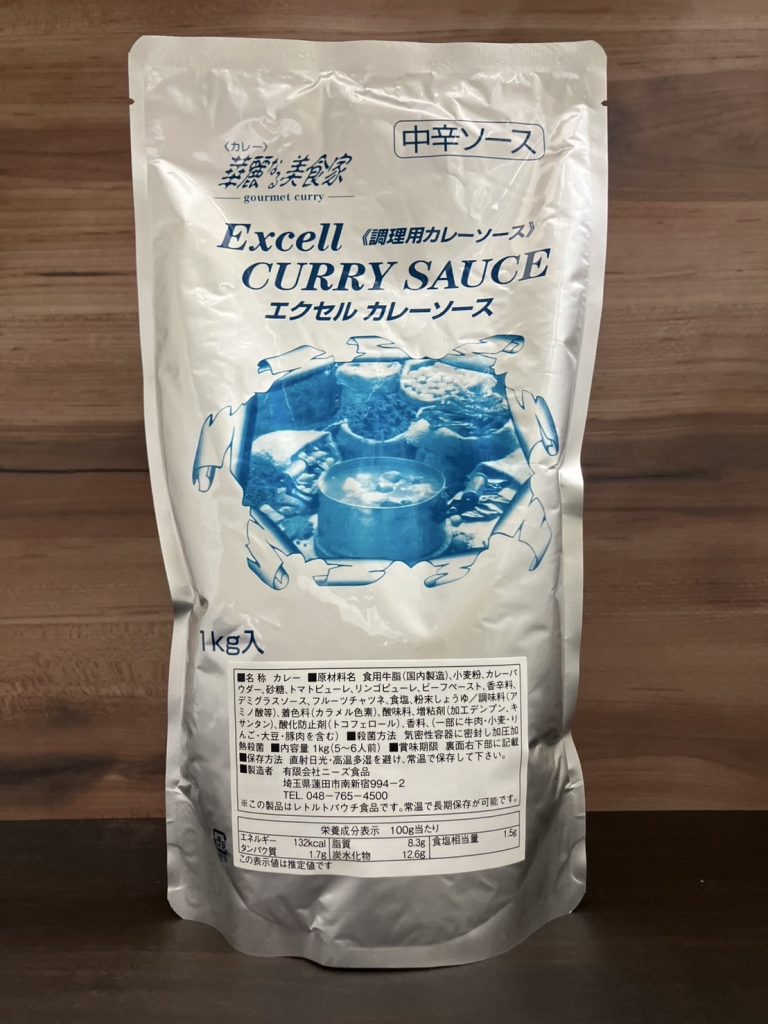 〈カレー〉
華麗なる美食家
gourmet curry
中辛ソース
Excell 《調理用カレーソース》
CURRY SAUCE
エクセル カレーソース
1kg入
■名称 カレー ■原材料名 食用牛脂(国内製造)、小麦粉、カレーパ
ウダー、砂糖、トマトピューレ、リンゴピューレ、ビーフペースト、香辛料、
デミグラスソース、フルーツチャツネ、食塩、粉末しょうゆ/調味料(ア
ミノ酸等)、着色料(カラメル色素)、酸味料、増粘剤(加工デンプン、キ
サンタン)、酸化防止剤(トコフェロール)、香料、(一部に牛肉・小麦・り
んご・大豆・豚肉を含む) ■殺菌方法 気密性容器に密封し加圧加
熱殺菌 ■内容量 1kg(5〜6人前) ■賞味期限 裏面右下部に記載
■保存方法 直射日光・高温多湿を避け、常温で保存して下さい。
■製造者 有限会社ニーズ食品
埼玉県蓮田市南新宿994-2
TEL. 048-765-4500
※この製品はレトルトパウチ食品です。常温で長期保存が可能です。
栄養成分表示 100g当たり
エネルギー 132kcal 脂質 8.3g 食塩相当量 1.5g
タンパク質 1.7g 炭水化物 12.6g
この表示値は推定値です